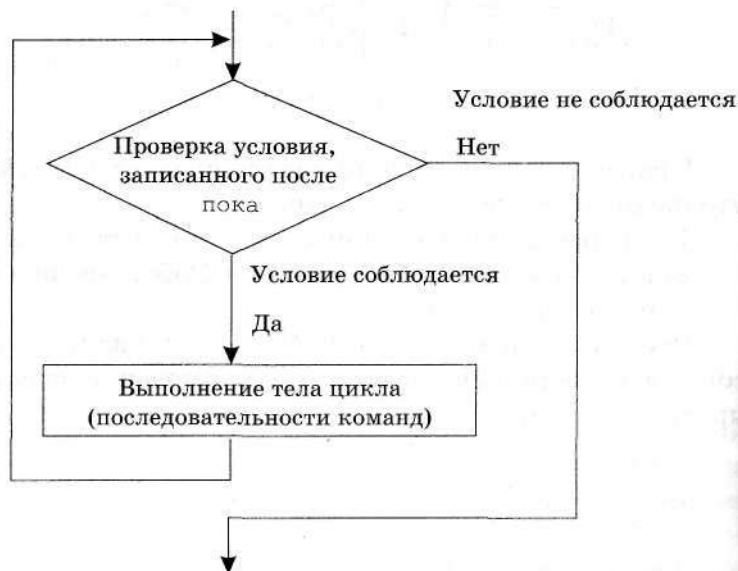 Условие не соблюдается
Проверка условия,
записанного после
пока
Нет
Условие соблюдается
Да
Выполнение тела цикла
(последовательности команд)